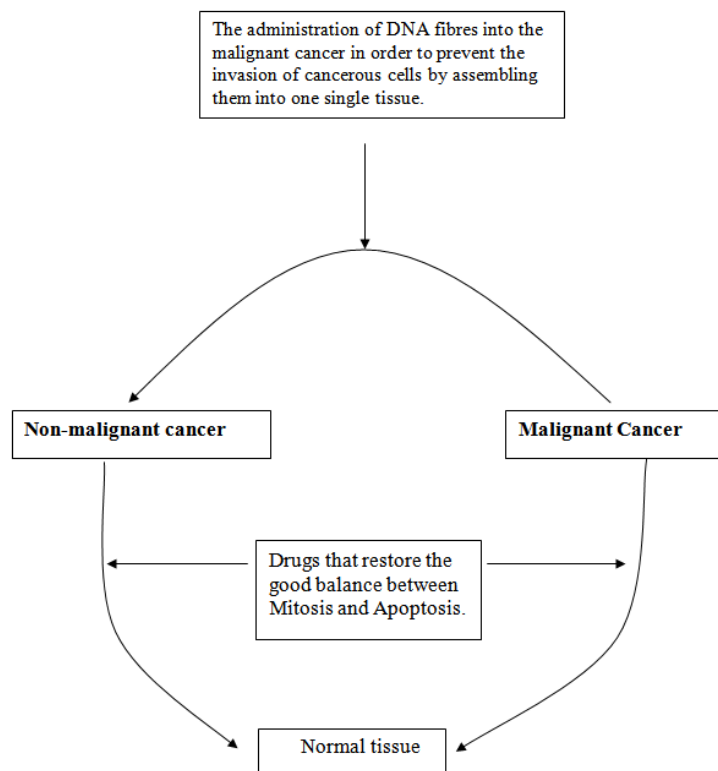 The administration of DNA fibres into the
malignant cancer in order to prevent the
invasion of cancerous cells by assembling
them into one single tissue.
Non-malignant cancer
Malignant Cancer
Drugs that restore the
good balance between
Mitosis and Apoptosis.
Normal tissue